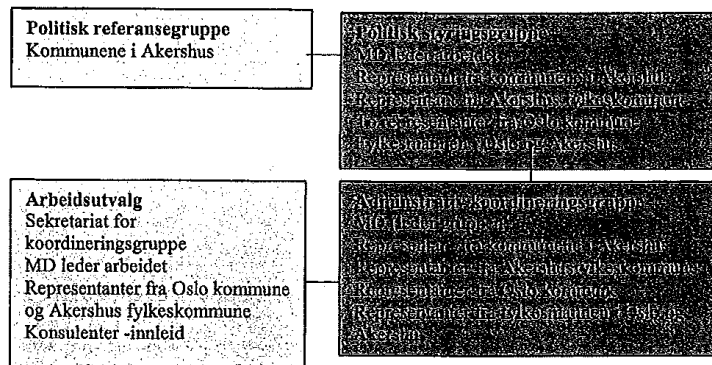 Politisk referansegruppe
Kommunene i Akershus
Politisk styringsgruppe
MD leder arbeidet
Representant fra kommunene i Akershus
Representant fra Akershus fylkeskommune
To representanter fra Oslo kommune
Fylkesmannen i Oslo og Akershus
Arbeidsutvalg
Sekretariat for
koordineringsgruppe
MD leder arbeidet
Representanter fra Oslo kommune
og Akershus fylkeskommune
Konsulenter -innleid
Administrativ koordineringsgruppe
MD leder gruppen
fra kommunene i Akershus
Representanter fra Akershus fylkeskommune
Representanter fra Oslo kommune
Representanter fra fylkesmannen i Oslo og
Akershus